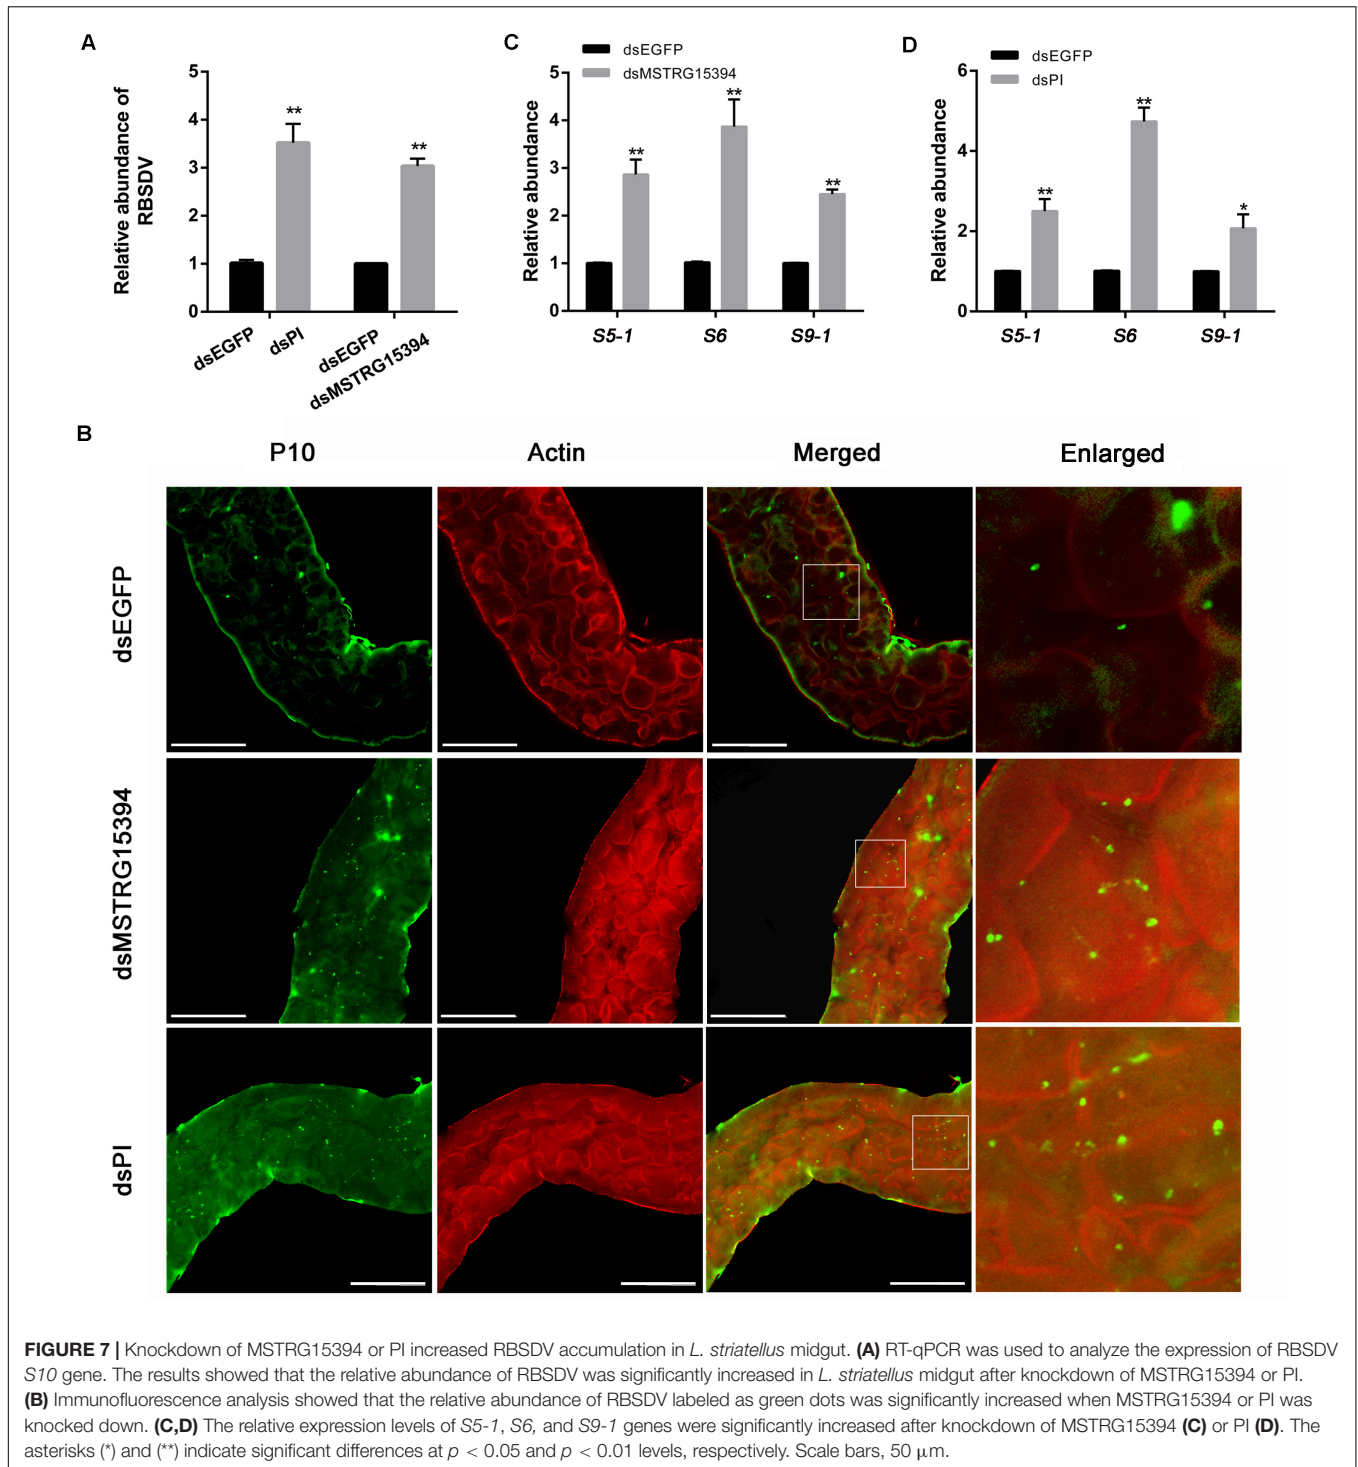 A
Relative abundance of
RBSDV
5
4
3
2
1
0
**
**
dsEGFP
dsPI
dsEGFP
dsMSTRG15394
C
dsEGFP
dsMSTRG15394
Relative abundance
5
4
3
2
1
0
**
**
**
S5-1
S6
S9-1
D
dsEGFP
dsPI
Relative abundance
6
4
2
0
**
**
*
S5-1
S6
S9-1
B
P10
Actin
Merged
Enlarged
dsEGFP
dsMSTRG15394
dsPI
FIGURE 7 | Knockdown of MSTRG15394 or PI increased RBSDV accumulation in L. striatellus midgut. (A) RT-qPCR was used to analyze the expression of RBSDV
S10 gene. The results showed that the relative abundance of RBSDV was significantly increased in L. striatellus midgut after knockdown of MSTRG15394 or PI.
(B) Immunofluorescence analysis showed that the relative abundance of RBSDV labeled as green dots was significantly increased when MSTRG15394 or PI was
knocked down. (C,D) The relative expression levels of S5-1, S6, and S9-1 genes were significantly increased after knockdown of MSTRG15394 (C) or PI (D). The
asterisks (*) and (**) indicate significant differences at p < 0.05 and p < 0.01 levels, respectively. Scale bars, 50 μm.